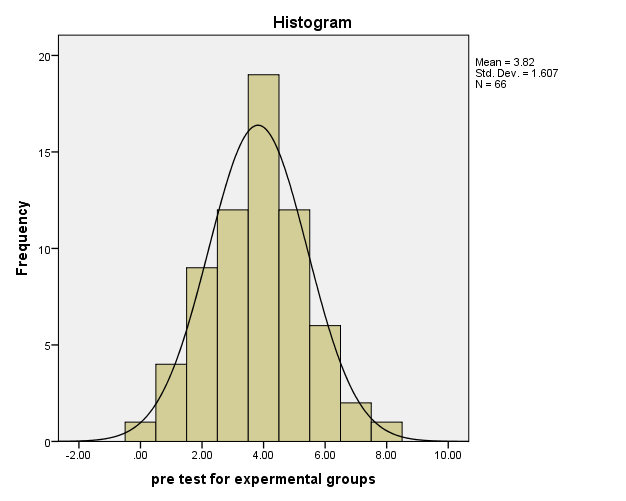 Histogram
Mean = 3.82
Std. Dev. = 1.607
N = 66
Frequency
20
15
10
5
0
-2.00 .00 2.00 4.00 6.00 8.00 10.00
pre test for expermental groups